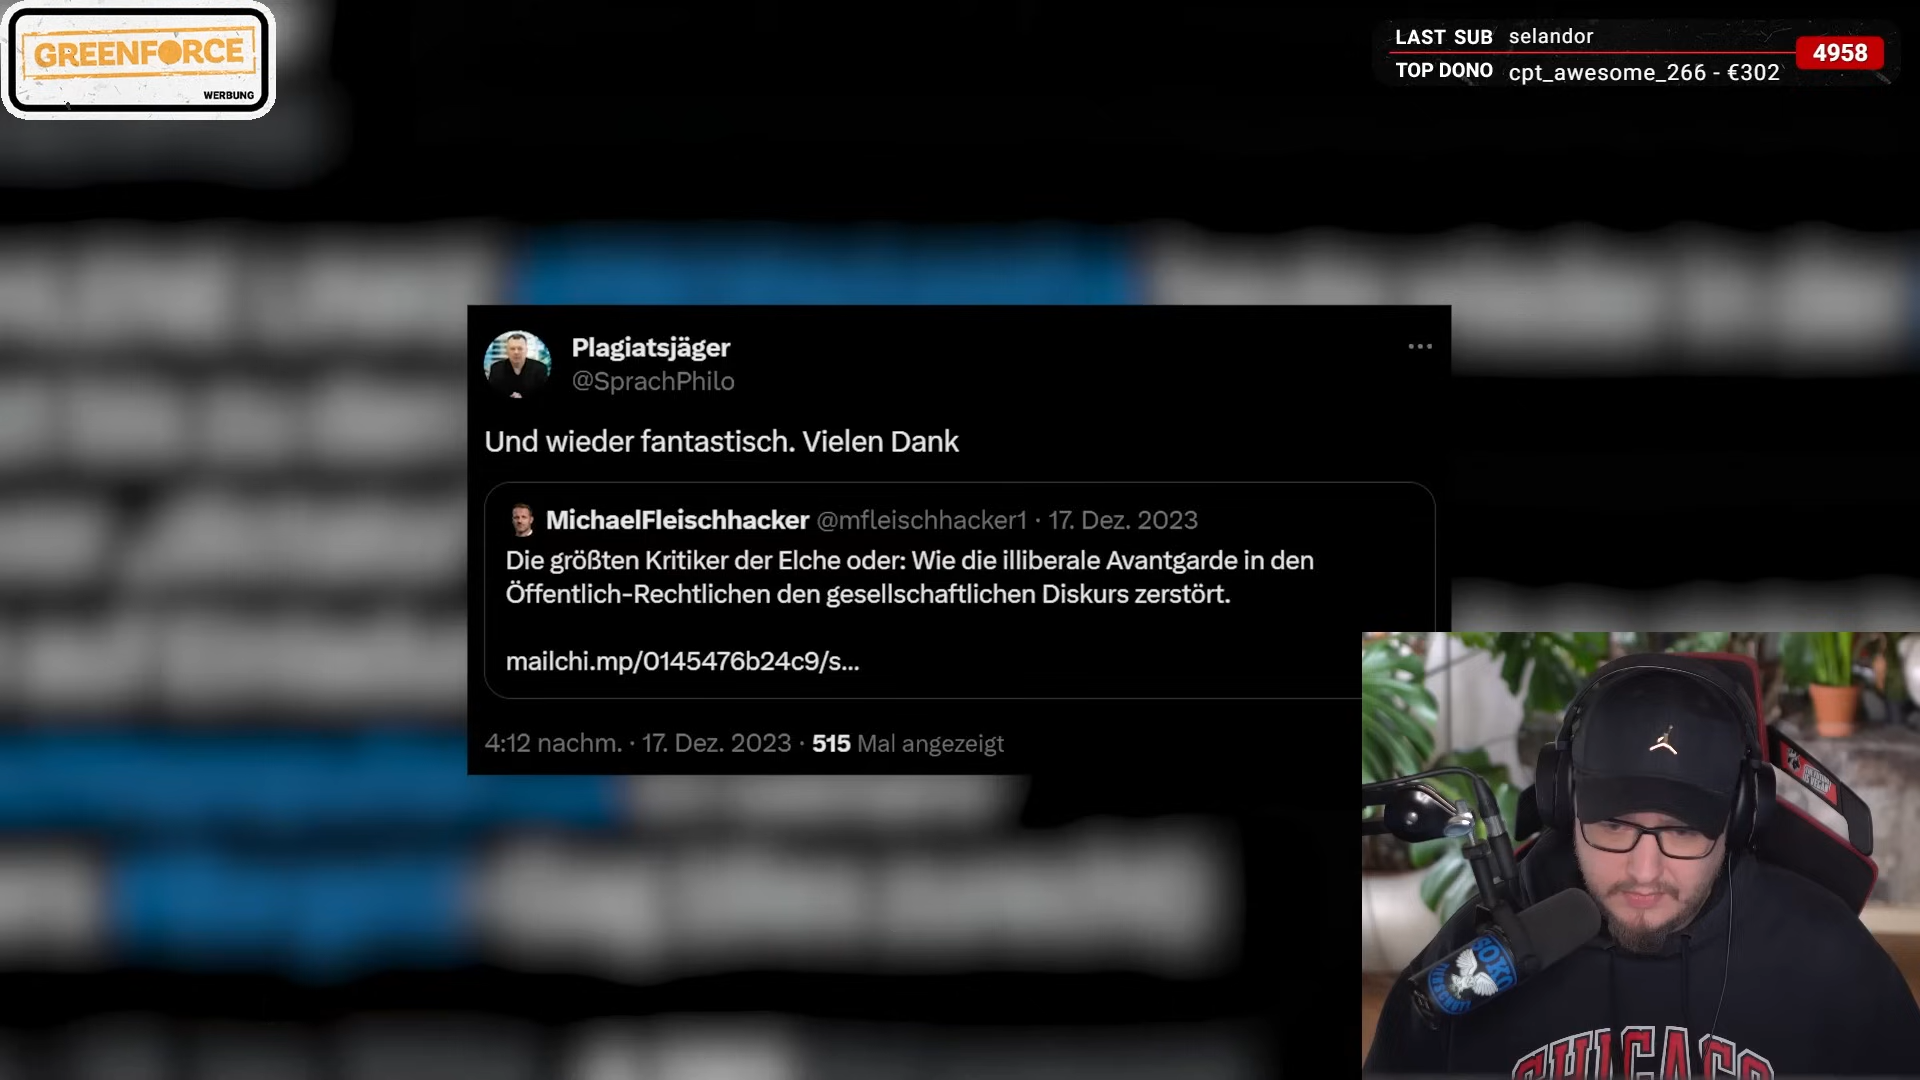 GREENFORCE
WERBUNG
LAST SUB selandor
TOP DONO cpt_awesome_266 - €302
4958
Plagiatsjäger
@SprachPhilo
Und wieder fantastisch. Vielen Dank
MichaelFleischhacker @mfleischhacker1 · 17. Dez. 2023
Die größten Kritiker der Elche oder: Wie die illiberale Avantgarde in den
Öffentlich-Rechtlichen den gesellschaftlichen Diskurs zerstört.
mailchi.mp/0145476b24c9/s...
4:12 nachm. · 17. Dez. 2023 · 515 Mal angezeigt
SOKO
CHICAGO